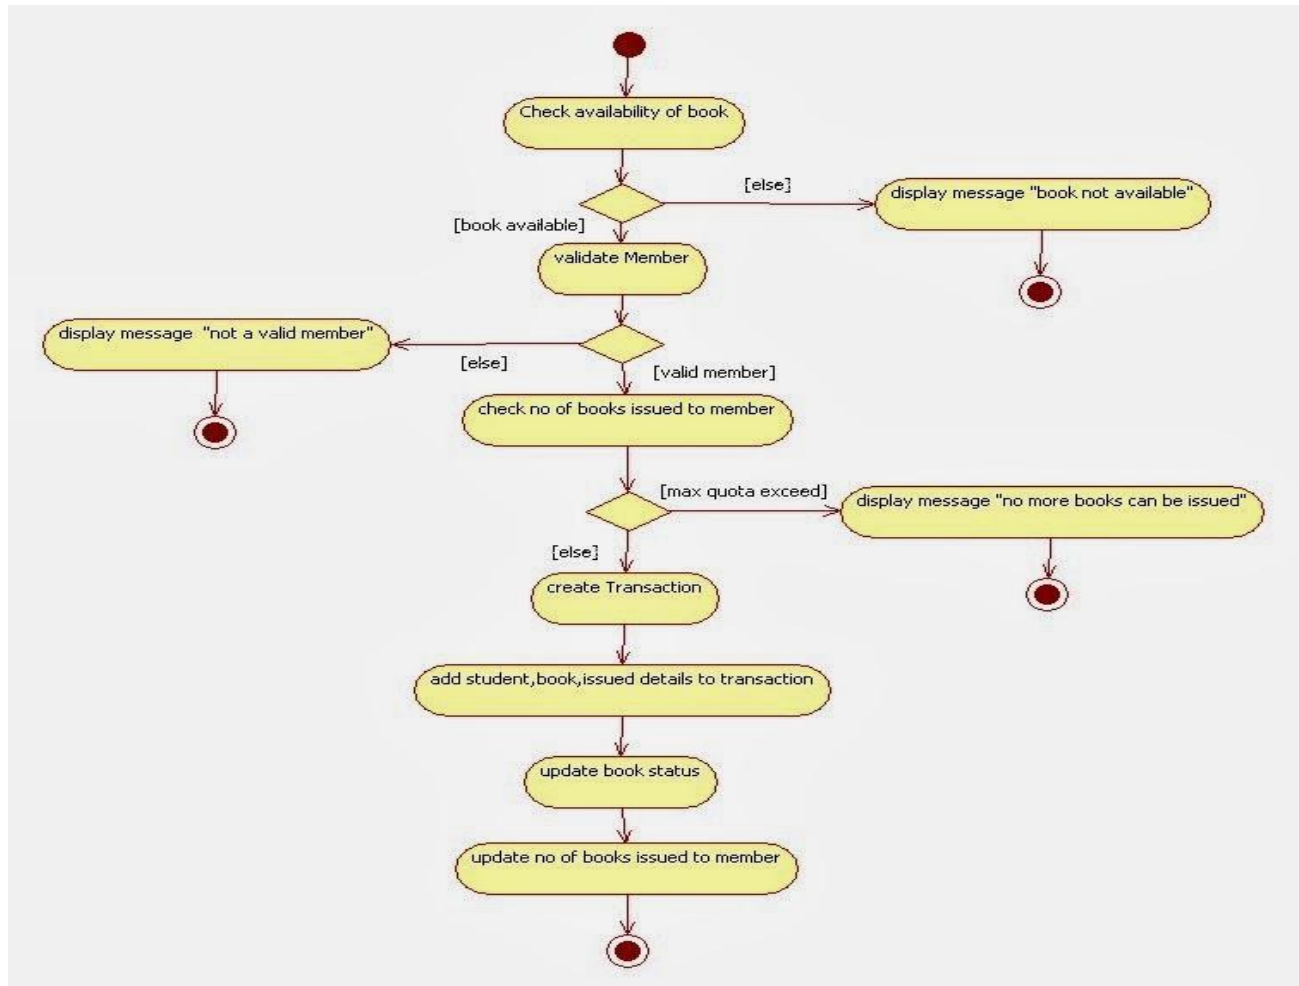 Check availability of book
[else]
display message "book not available"
[book available]
validate Member
display message  "not a valid member"
[else]
[valid member]
check no of books issued to member
[max quota exceed]
display message "no more books can be issued"
[else]
create Transaction
add student,book,issued details to transaction
update book status
update no of books issued to member